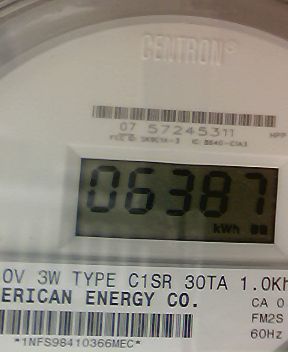 CENTRON®
07 57245311
HPP
06387
kWh
0V 3W TYPE C1SR 30TA 1.0Kh
ERICAN ENERGY CO.
CA 0
FM2S
60Hz
*1NFS98410366MEC*